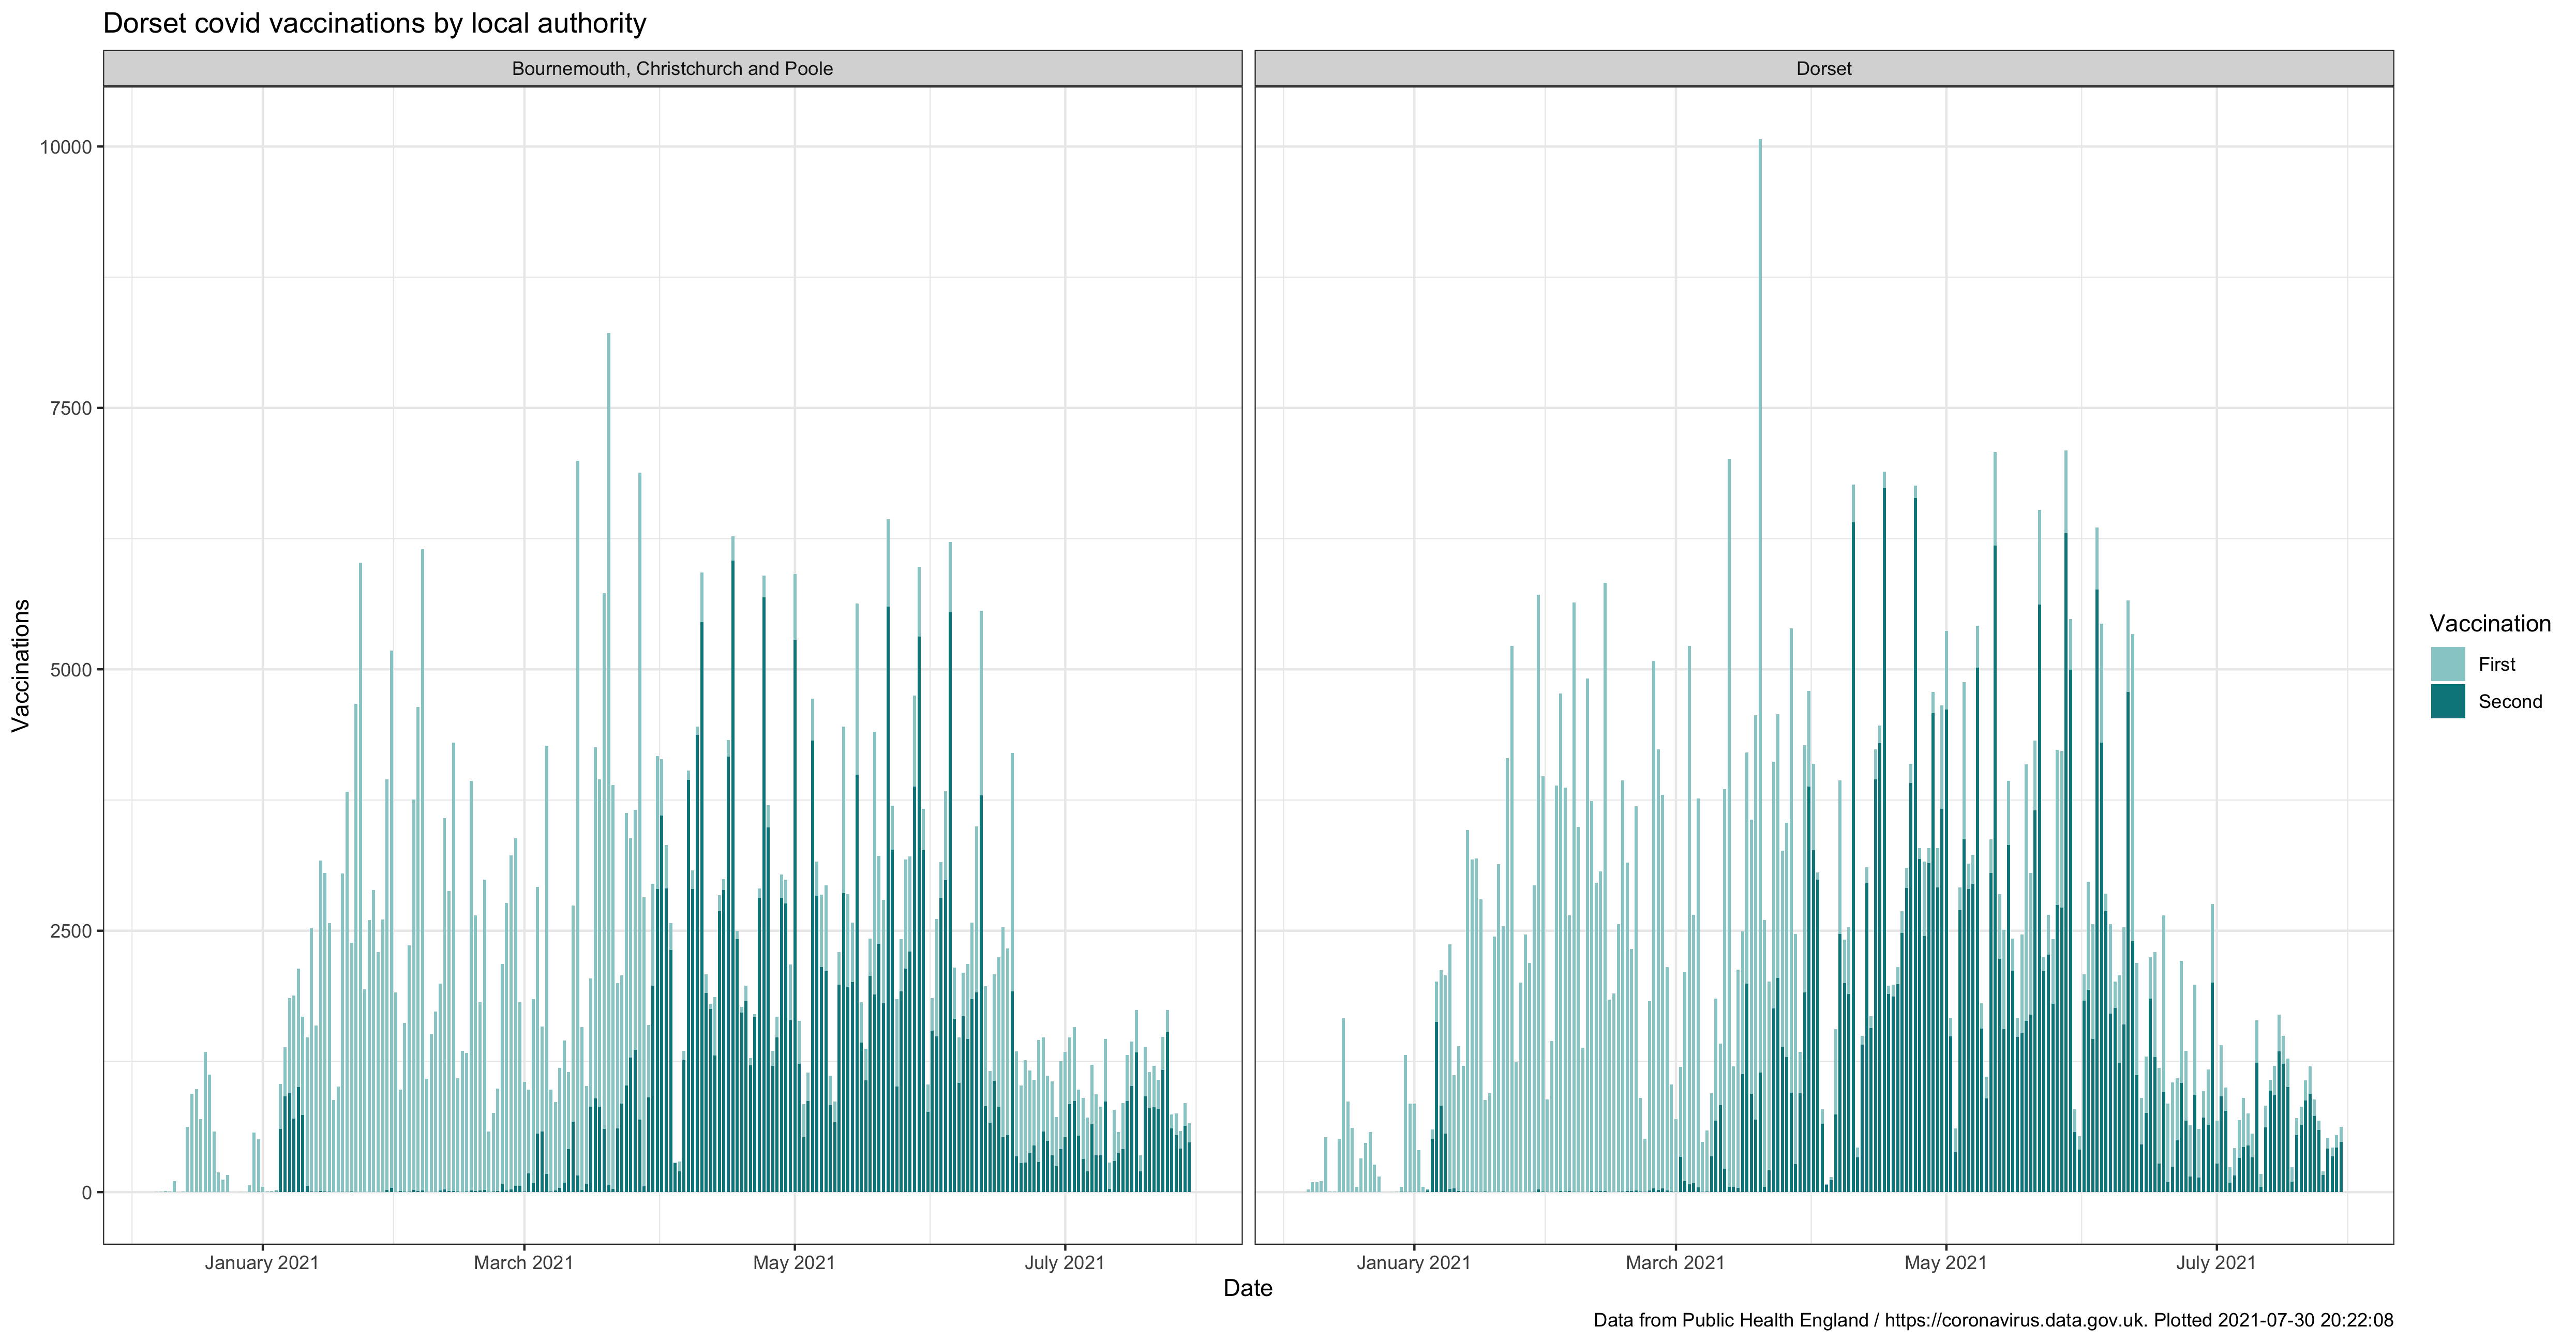 Dorset covid vaccinations by local authority
Bournemouth, Christchurch and Poole
Dorset
10000
7500
5000
2500
0
Vaccinations
January 2021
March 2021
May 2021
July 2021
January 2021
March 2021
May 2021
July 2021
Date
Vaccination
First
Second
Data from Public Health England / https://coronavirus.data.gov.uk. Plotted 2021-07-30 20:22:08